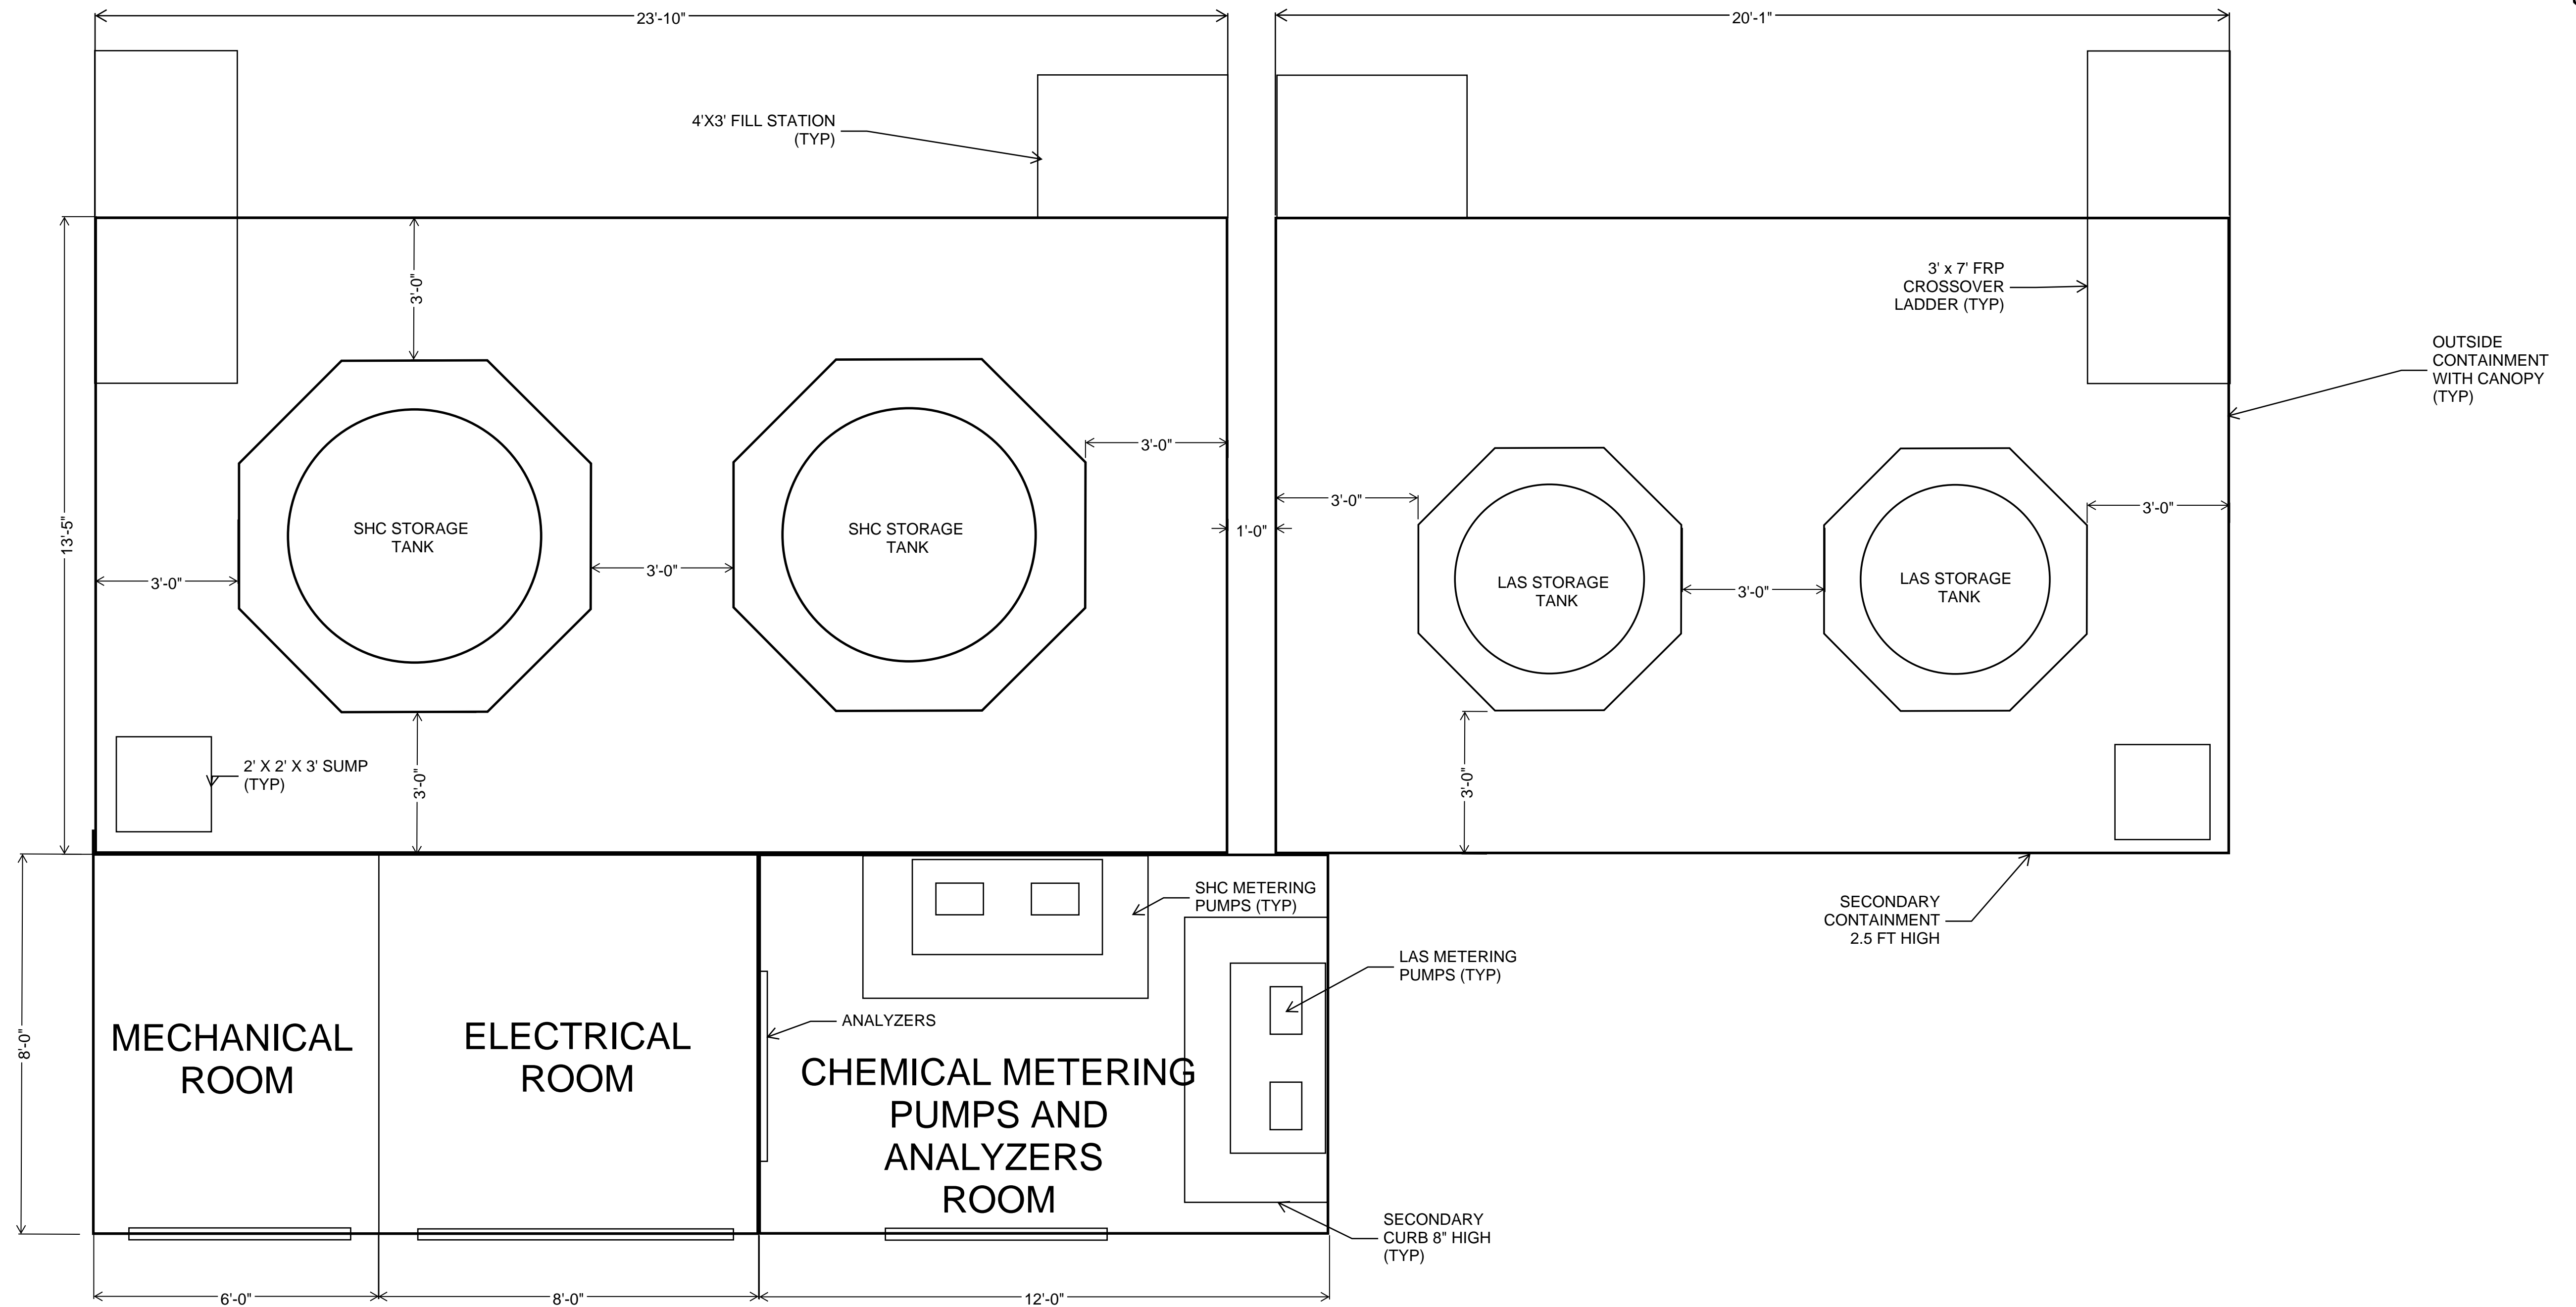 23'-10"
20'-1"
4'X3' FILL STATION
(TYP)
3'-0"
3' x 7' FRP
CROSSOVER
LADDER (TYP)
OUTSIDE
CONTAINMENT
WITH CANOPY
(TYP)
3'-0"
3'-0"
3'-0"
13'-5"
SHC STORAGE
TANK
SHC STORAGE
TANK
1'-0"
3'-0"
3'-0"
LAS STORAGE
TANK
LAS STORAGE
TANK
3'-0"
2' X 2' X 3' SUMP
(TYP)
3'-0"
3'-0"
SHC METERING
PUMPS (TYP)
SECONDARY
CONTAINMENT
2.5 FT HIGH
LAS METERING
PUMPS (TYP)
8'-0"
MECHANICAL
ROOM
ELECTRICAL
ROOM
ANALYZERS
CHEMICAL METERING
PUMPS AND
ANALYZERS
ROOM
SECONDARY
CURB 8" HIGH
(TYP)
6'-0"
8'-0"
12'-0"